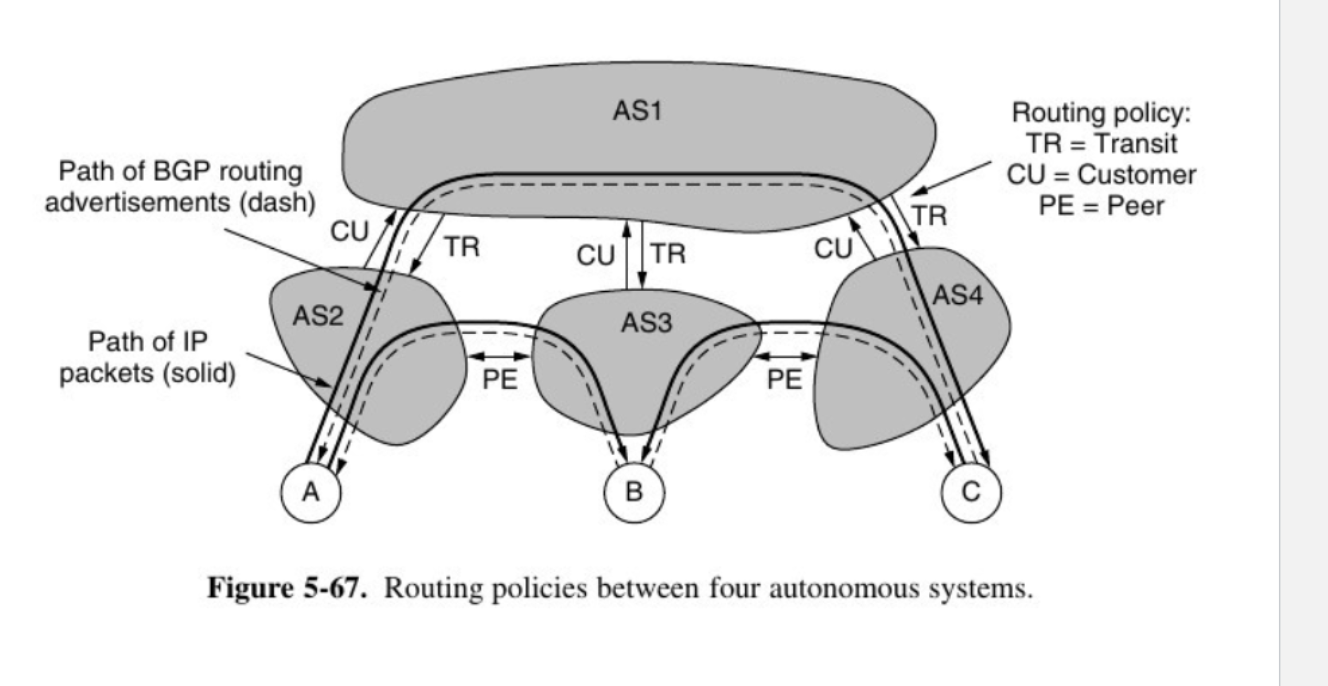 AS1
Routing policy:
TR = Transit
CU = Customer
PE = Peer
Path of BGP routing
advertisements (dash)
CU
TR
CU
TR
CU
TR
AS2
AS3
AS4
Path of IP
packets (solid)
PE
PE
A
B
C
Figure 5-67. Routing policies between four autonomous systems.